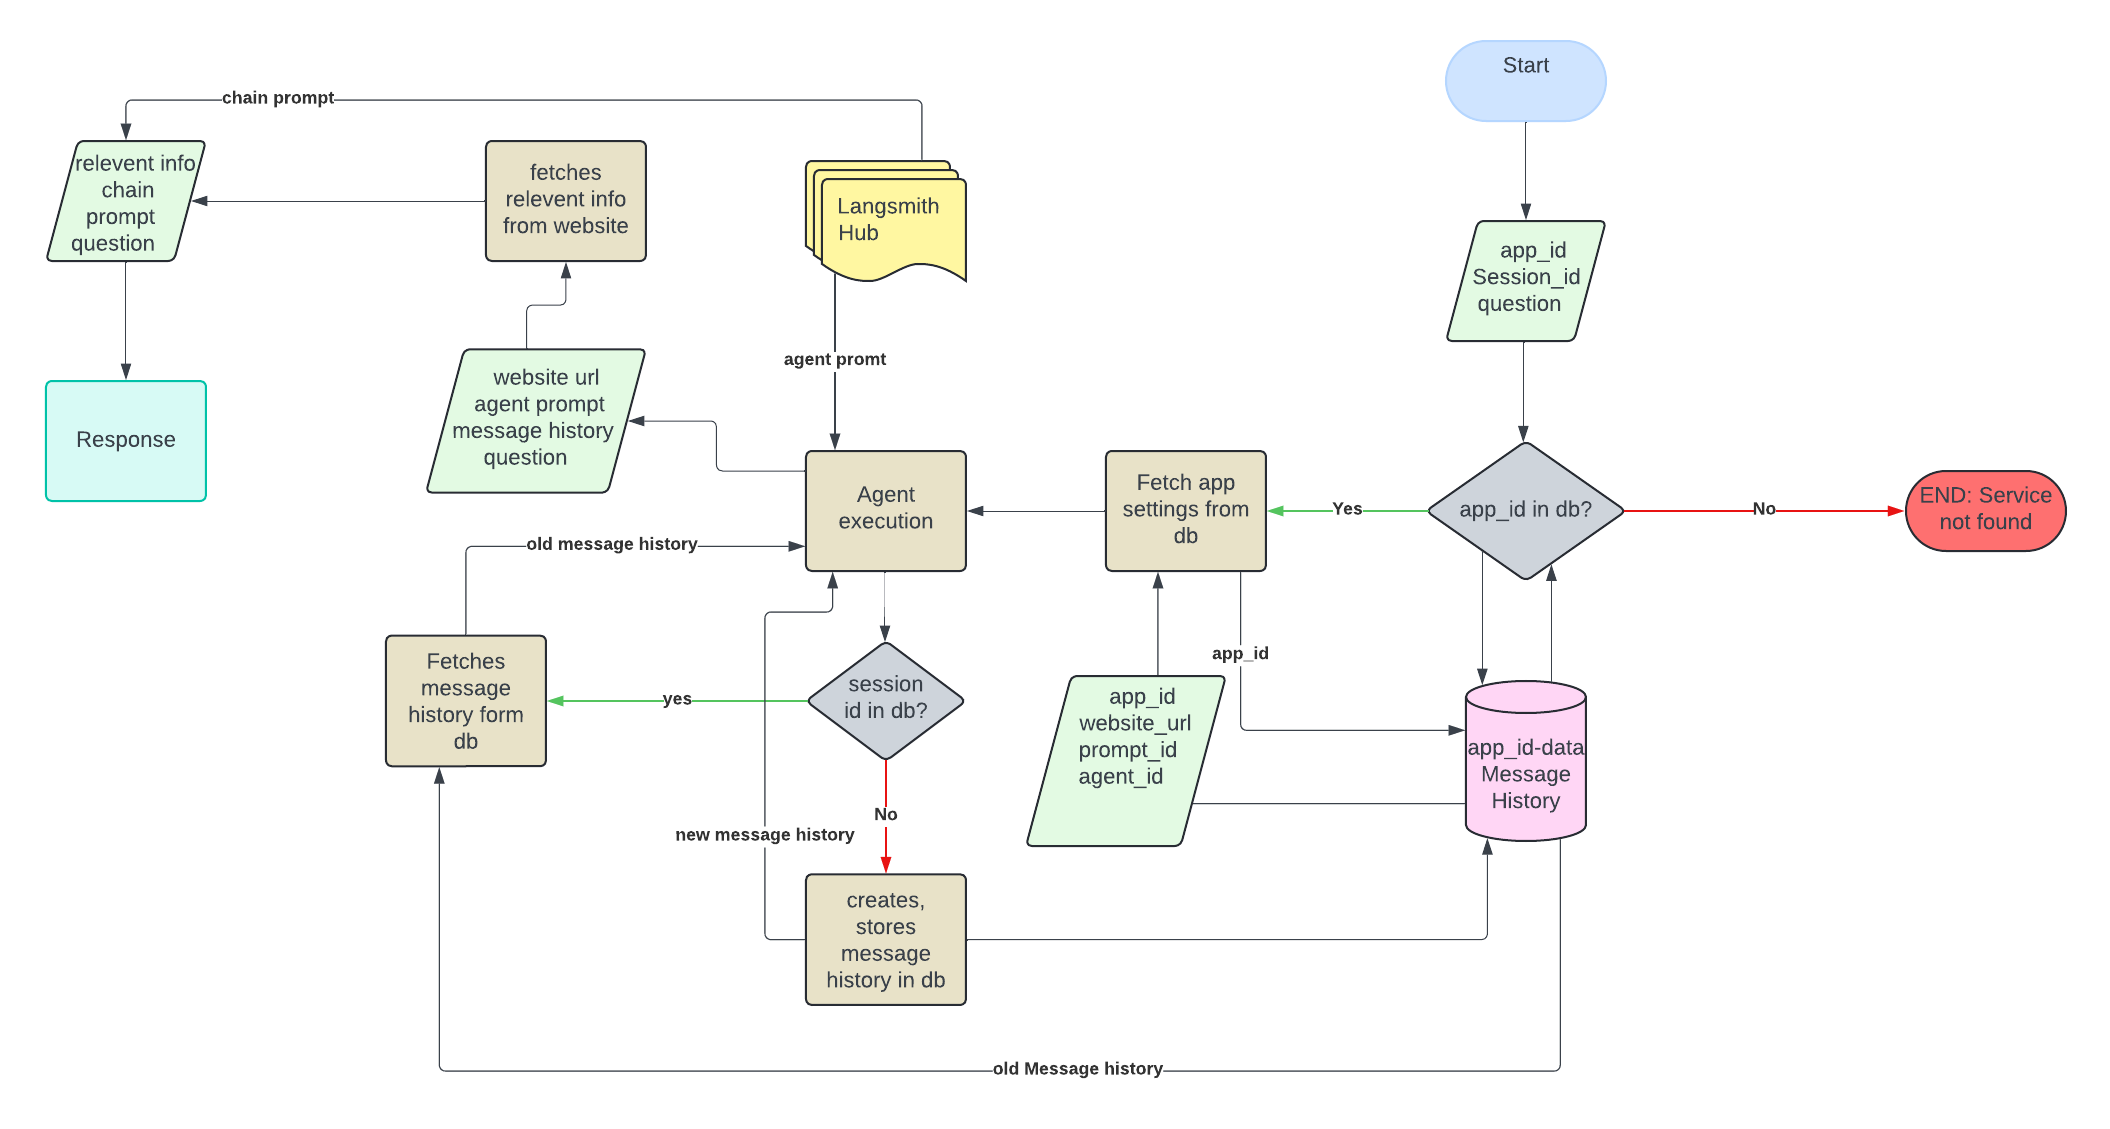 Start
chain prompt
relevent info
chain
prompt
question
fetches
relevent info
from website
Langsmith
Hub
app_id
Session_id
question
agent promt
website url
agent prompt
message history
question
Response
Agent
execution
Fetch app
settings from
db
Yes
app_id in db?
No
END: Service
not found
old message history
Fetches
message
history form
db
yes
session
id in db?
app_id
app_id
website_url
prompt_id
agent_id
app_id-data
Message
History
No
new message history
creates,
stores
message
history in db
old Message history